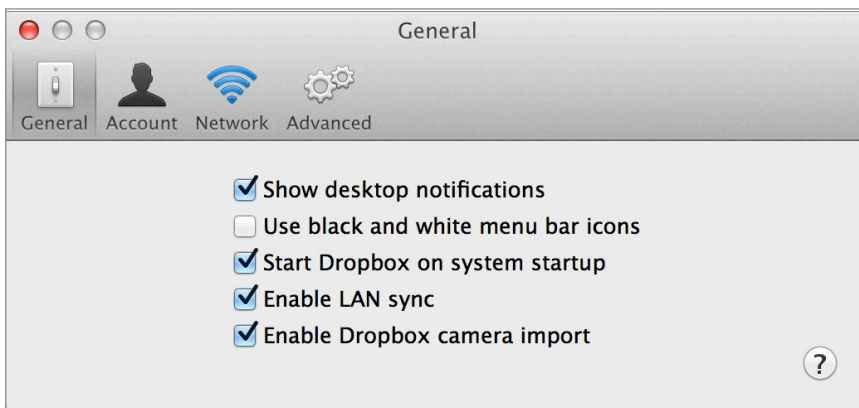 General
General Account Network Advanced
Show desktop notifications
Use black and white menu bar icons
Start Dropbox on system startup
Enable LAN sync
Enable Dropbox camera import
?